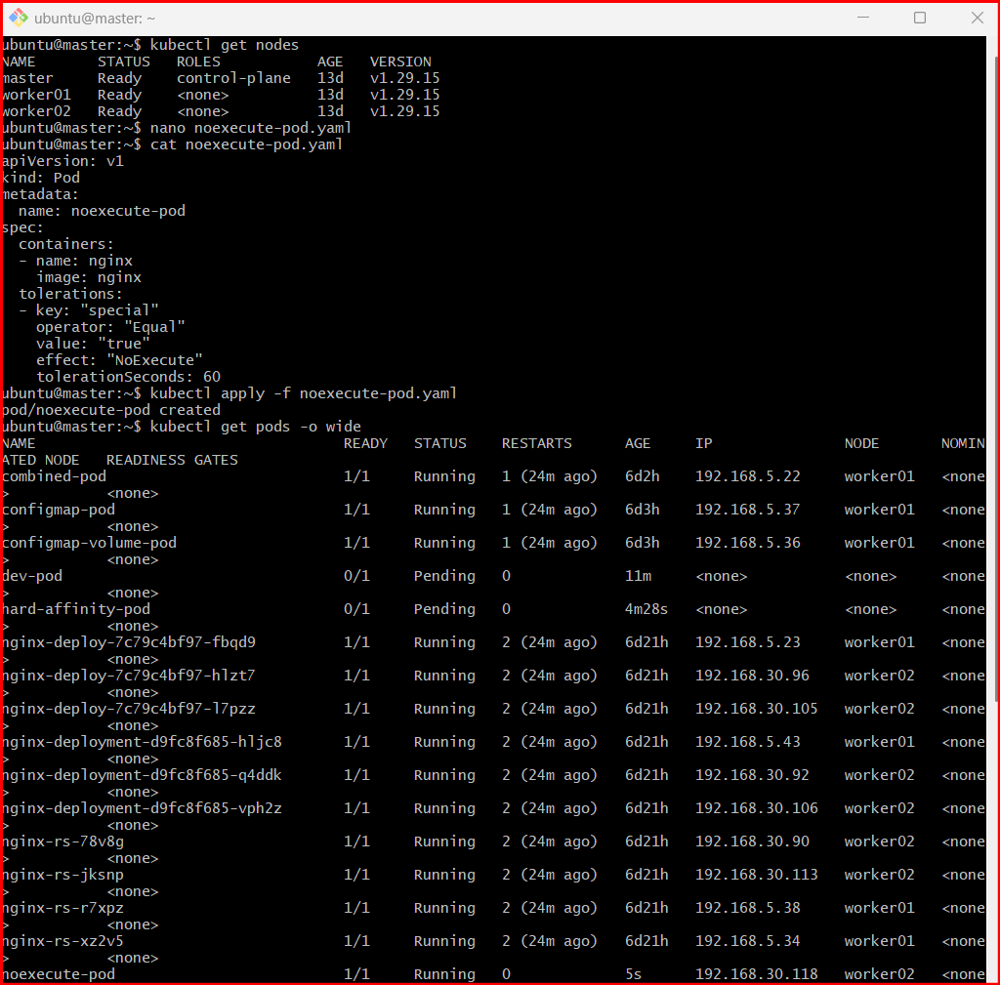 ubuntu@master: ~
ubuntu@master:~$ kubectl get nodes
NAME       STATUS   ROLES           AGE   VERSION
master     Ready    control-plane   13d   v1.29.15
worker01   Ready    <none>          13d   v1.29.15
worker02   Ready    <none>          13d   v1.29.15
ubuntu@master:~$ nano noexecute-pod.yaml
ubuntu@master:~$ cat noexecute-pod.yaml
apiVersion: v1
kind: Pod
metadata:
  name: noexecute-pod
spec:
  containers:
  - name: nginx
    image: nginx
  tolerations:
  - key: "special"
    operator: "Equal"
    value: "true"
    effect: "NoExecute"
    tolerationSeconds: 60
ubuntu@master:~$ kubectl apply -f noexecute-pod.yaml
pod/noexecute-pod created
ubuntu@master:~$ kubectl get pods -o wide
NAME                                   READY   STATUS    RESTARTS      AGE     IP               NODE       NOMIN
ATED NODE   READINESS GATES
combined-pod                           1/1     Running   1 (24m ago)   6d2h    192.168.5.22     worker01   <none
>           <none>
configmap-pod                          1/1     Running   1 (24m ago)   6d3h    192.168.5.37     worker01   <none
>           <none>
configmap-volume-pod                   1/1     Running   1 (24m ago)   6d3h    192.168.5.36     worker01   <none
>           <none>
dev-pod                                0/1     Pending   0             11m     <none>           <none>     <none
>           <none>
hard-affinity-pod                      0/1     Pending   0             4m28s   <none>           <none>     <none
>           <none>
nginx-deploy-7c79c4bf97-fbqd9          1/1     Running   2 (24m ago)   6d21h   192.168.5.23     worker01   <none
>           <none>
nginx-deploy-7c79c4bf97-hlzt7          1/1     Running   2 (24m ago)   6d21h   192.168.30.96    worker02   <none
>           <none>
nginx-deploy-7c79c4bf97-l7pzz          1/1     Running   2 (24m ago)   6d21h   192.168.30.105   worker02   <none
>           <none>
nginx-deployment-d9fc8f685-hljc8       1/1     Running   2 (24m ago)   6d21h   192.168.5.43     worker01   <none
>           <none>
nginx-deployment-d9fc8f685-q4ddk       1/1     Running   2 (24m ago)   6d21h   192.168.30.92    worker02   <none
>           <none>
nginx-deployment-d9fc8f685-vph2z       1/1     Running   2 (24m ago)   6d21h   192.168.30.106   worker02   <none
>           <none>
nginx-rs-78v8g                         1/1     Running   2 (24m ago)   6d21h   192.168.30.90    worker02   <none
>           <none>
nginx-rs-jksnp                         1/1     Running   2 (24m ago)   6d21h   192.168.30.113   worker02   <none
>           <none>
nginx-rs-r7xpz                         1/1     Running   2 (24m ago)   6d21h   192.168.5.38     worker01   <none
>           <none>
nginx-rs-xz2v5                         1/1     Running   2 (24m ago)   6d21h   192.168.5.34     worker01   <none
>           <none>
noexecute-pod                          1/1     Running   0             5s      192.168.30.118   worker02   <none